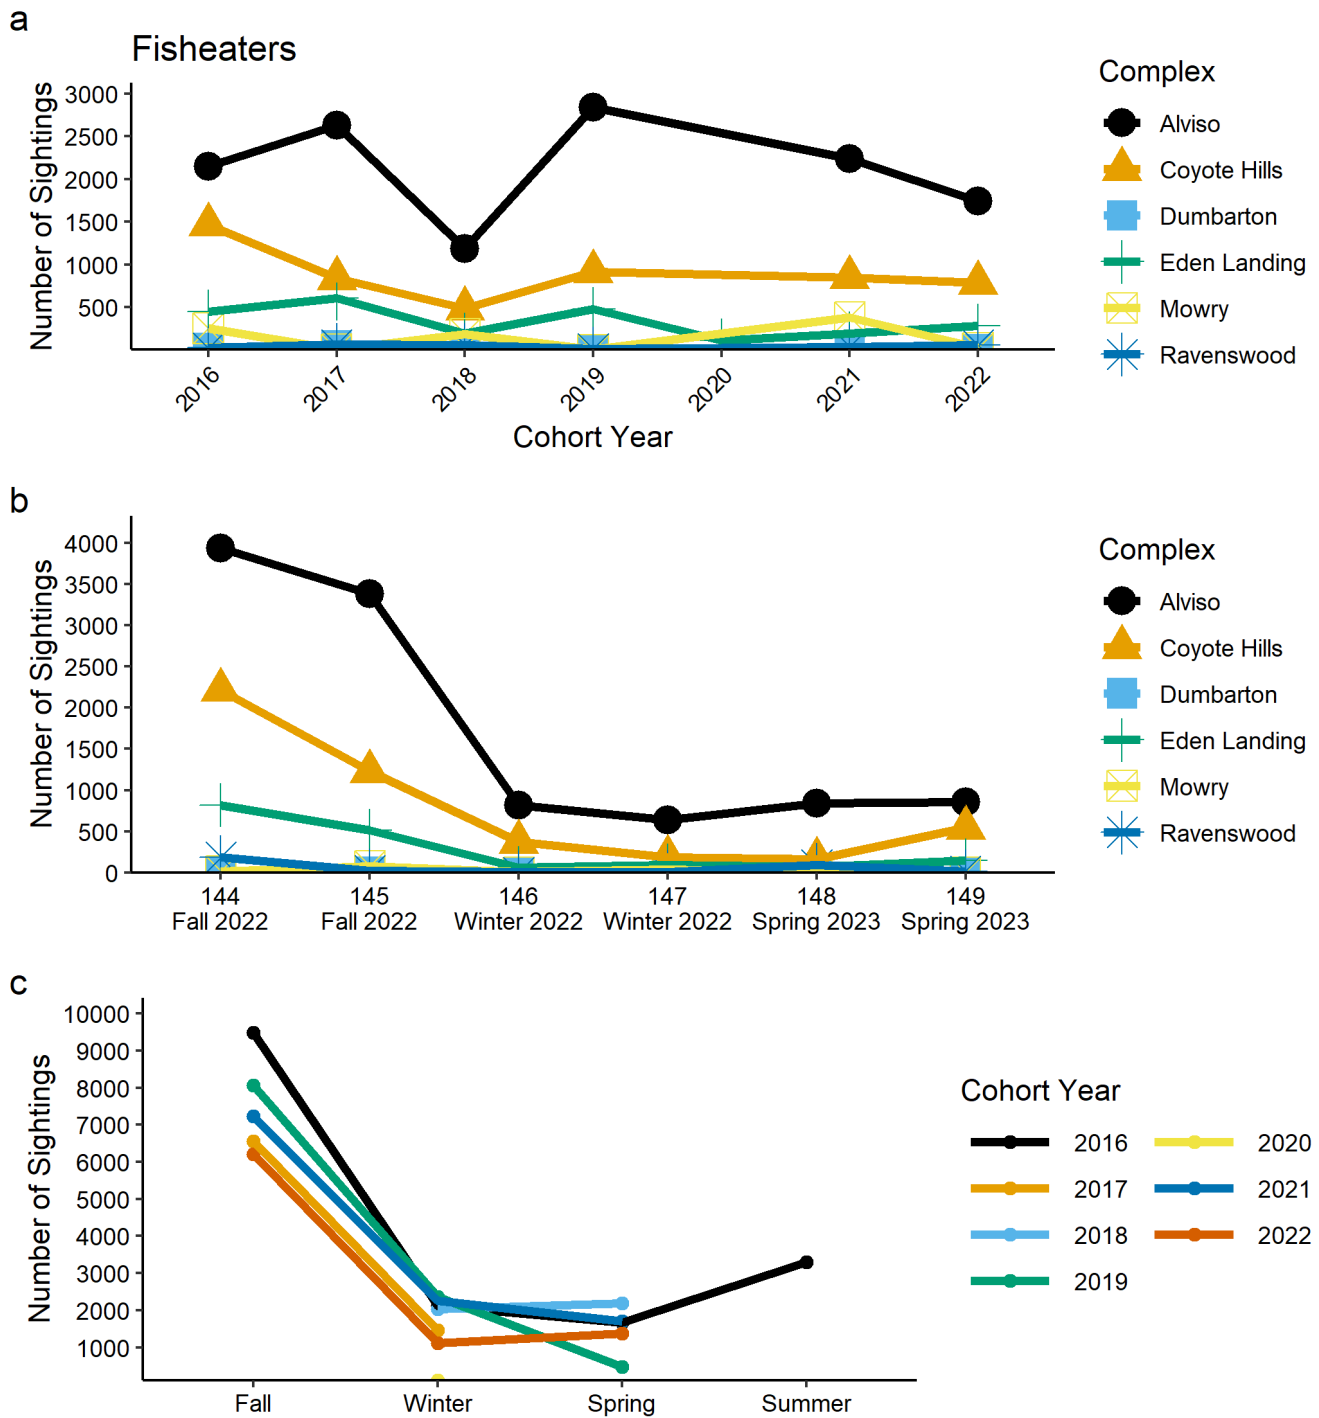 a
Fisheaters
Number of Sightings
3000
2500
2000
1500
1000
500
2016
2017
2018
2019
2020
2021
2022
Cohort Year
Complex
Alviso
Coyote Hills
Dumbarton
Eden Landing
Mowry
Ravenswood
b
Number of Sightings
4000
3500
3000
2500
2000
1500
1000
500
0
144
Fall 2022
145
Fall 2022
146
Winter 2022
147
Winter 2022
148
Spring 2023
149
Spring 2023
Complex
Alviso
Coyote Hills
Dumbarton
Eden Landing
Mowry
Ravenswood
c
Number of Sightings
10000
9000
8000
7000
6000
5000
4000
3000
2000
1000
Fall
Winter
Spring
Summer
Cohort Year
2016
2017
2018
2019
2020
2021
2022